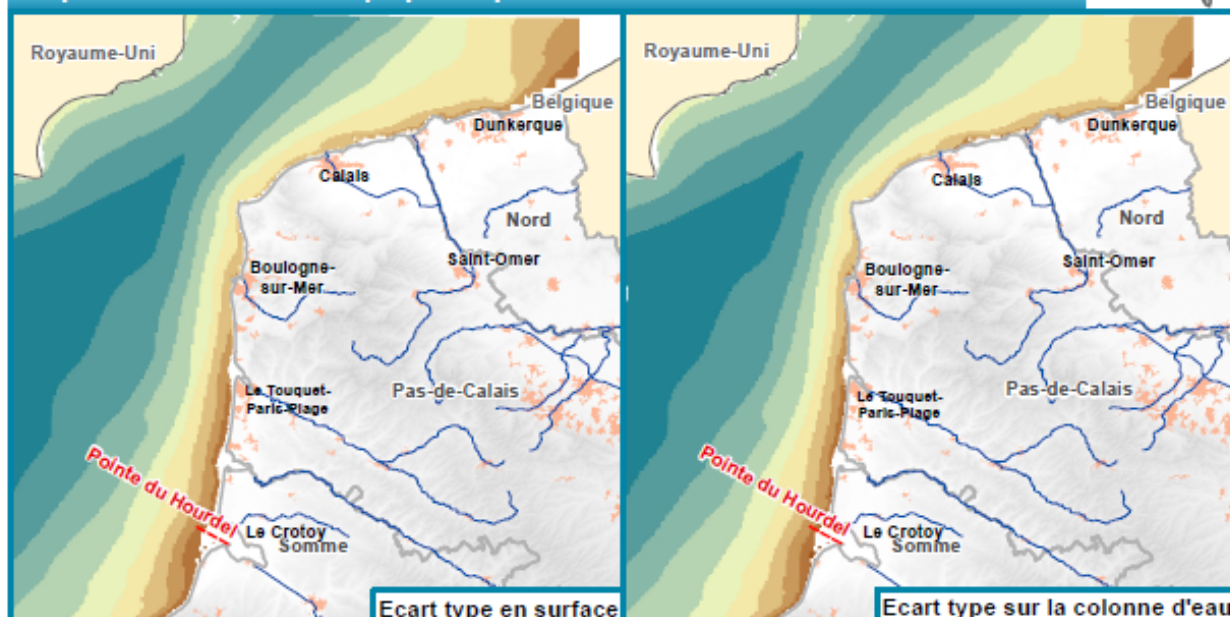 Royaume-Uni
Belgique
Dunkerque
Calais
Nord
Saint-Omer
Boulogne-
sur-Mer
Le Touquet-
Paris-Plage
Pas-de-Calais
Pointe du Hourdel
Le Crotoy
Somme
Ecart type en surface
Royaume-Uni
Belgique
Dunkerque
Calais
Nord
Saint-Omer
Boulogne-
sur-Mer
Le Touquet-
Paris-Plage
Pas-de-Calais
Pointe du Hourdel
Le Crotoy
Somme
Ecart type sur la colonne d'eau